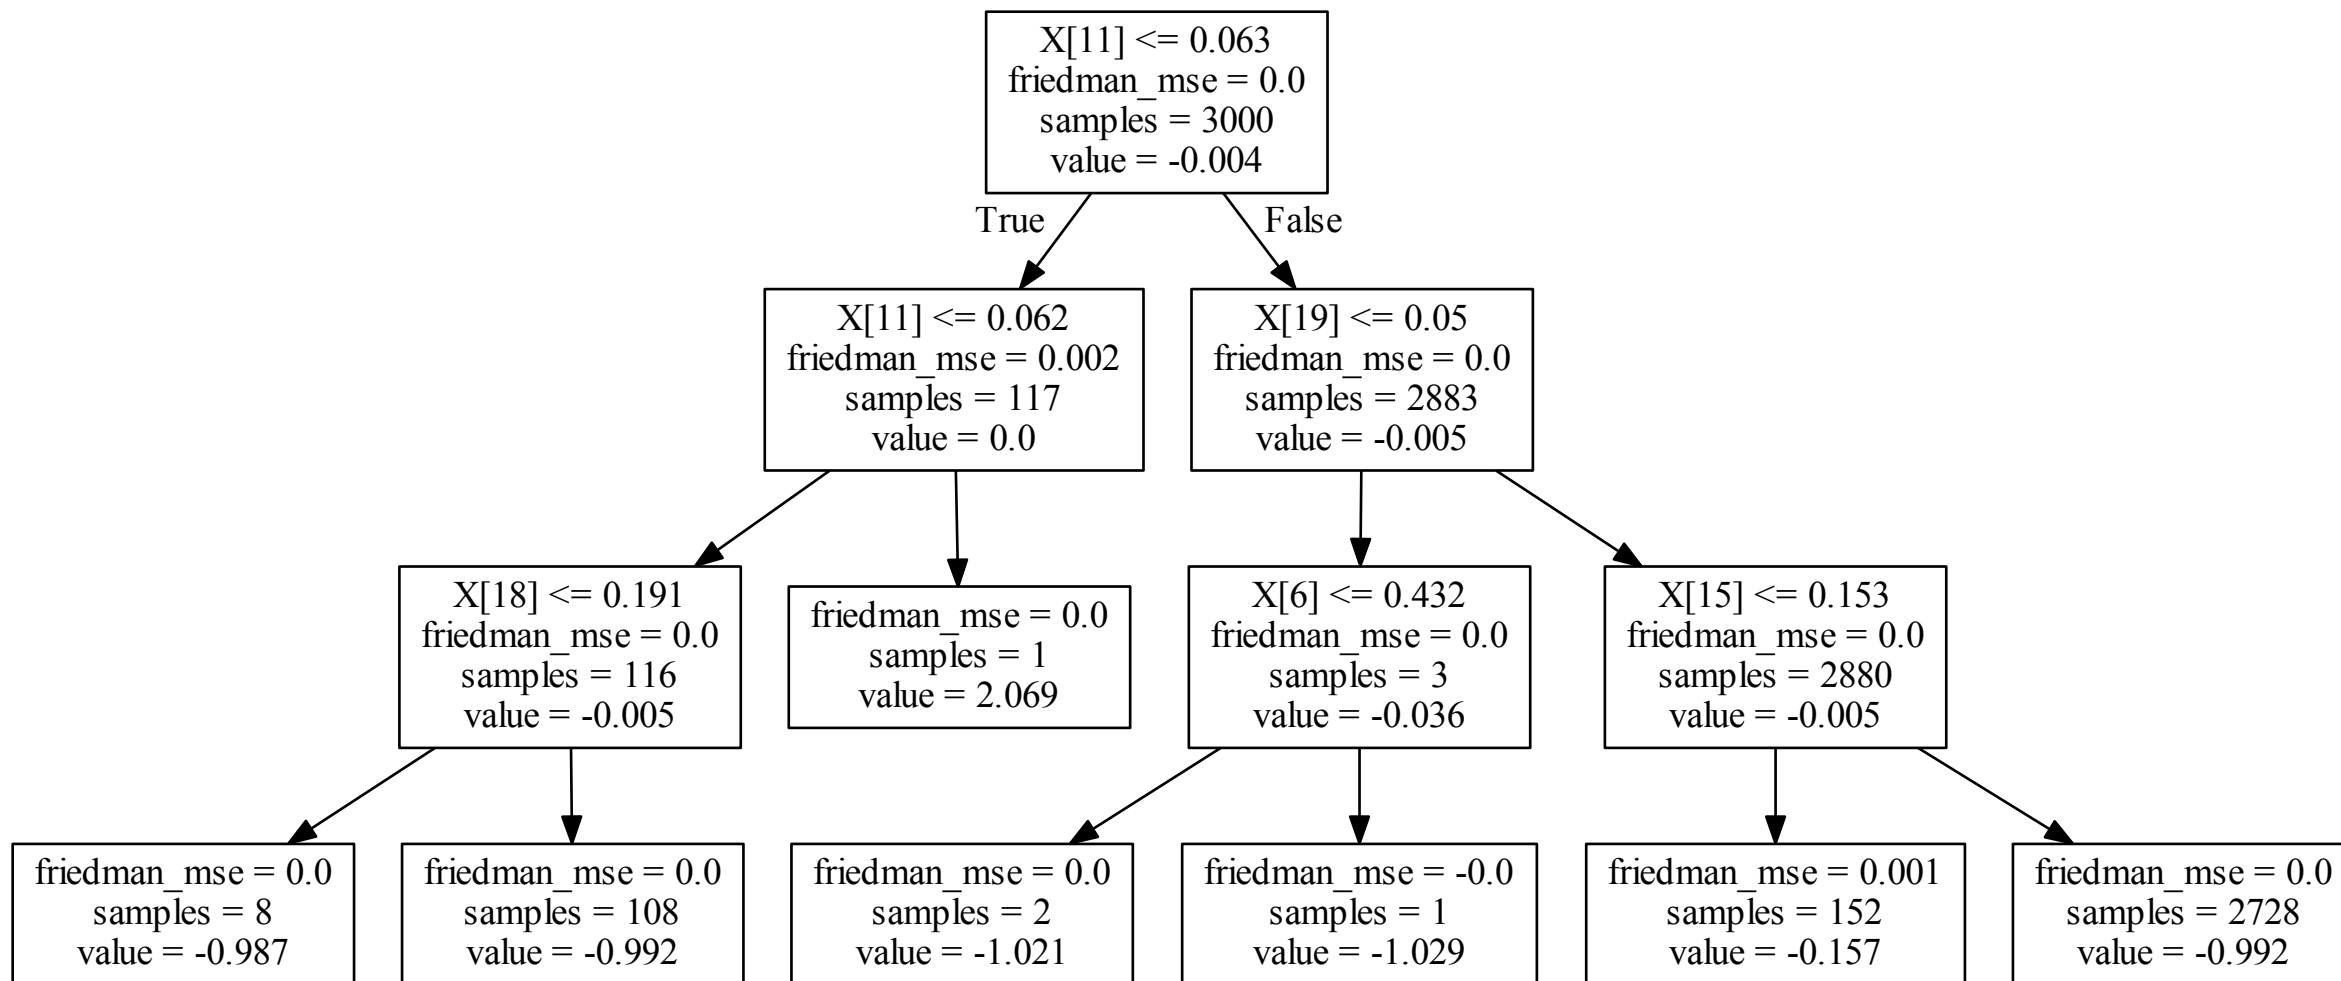 X[11] <= 0.063
friedman_mse = 0.0
samples = 3000
value = -0.004
True
False
X[11] <= 0.062
friedman_mse = 0.002
samples = 117
value = 0.0
X[19] <= 0.05
friedman_mse = 0.0
samples = 2883
value = -0.005
X[18] <= 0.191
friedman_mse = 0.0
samples = 116
value = -0.005
friedman_mse = 0.0
samples = 1
value = 2.069
X[6] <= 0.432
friedman_mse = 0.0
samples = 3
value = -0.036
X[15] <= 0.153
friedman_mse = 0.0
samples = 2880
value = -0.005
friedman_mse = 0.0
samples = 8
value = -0.987
friedman_mse = 0.0
samples = 108
value = -0.992
friedman_mse = 0.0
samples = 2
value = -1.021
friedman_mse = -0.0
samples = 1
value = -1.029
friedman_mse = 0.001
samples = 152
value = -0.157
friedman_mse = 0.0
samples = 2728
value = -0.992